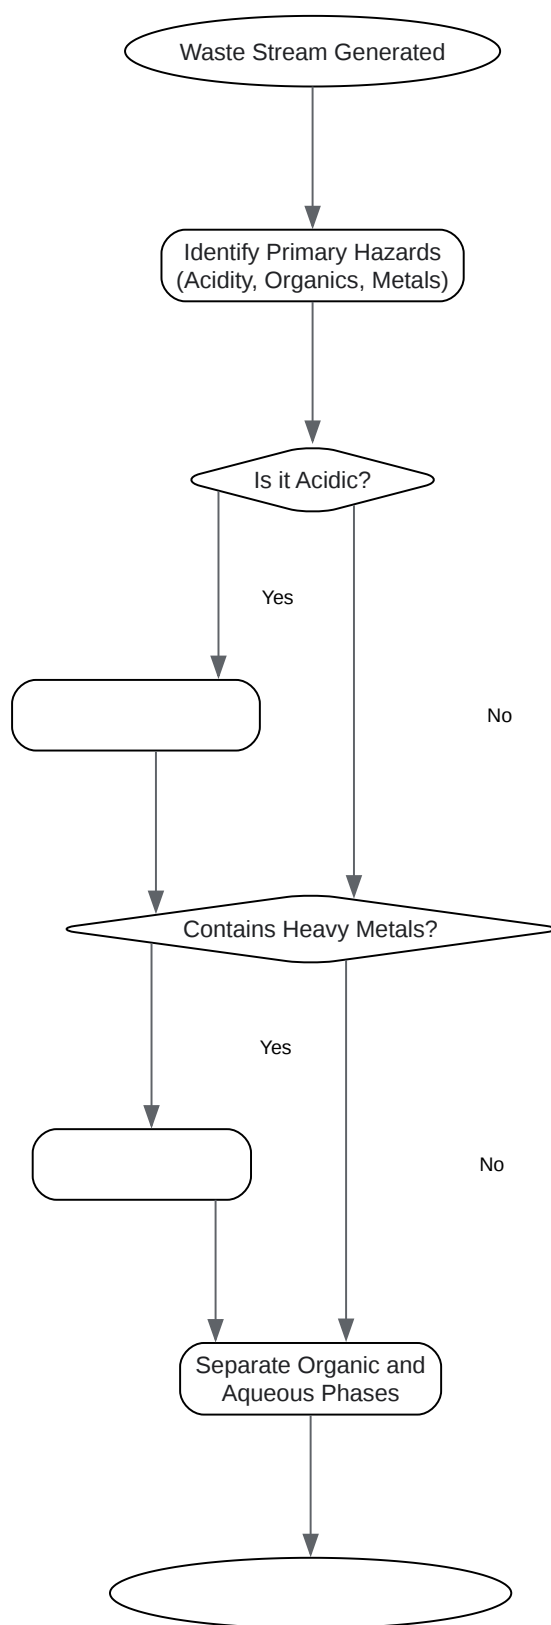 Waste Stream Generated
Identify Primary Hazards
(Acidity, Organics, Metals)
Is it Acidic?
Yes
No
Contains Heavy Metals?
Yes
No
Separate Organic and
Aqueous Phases